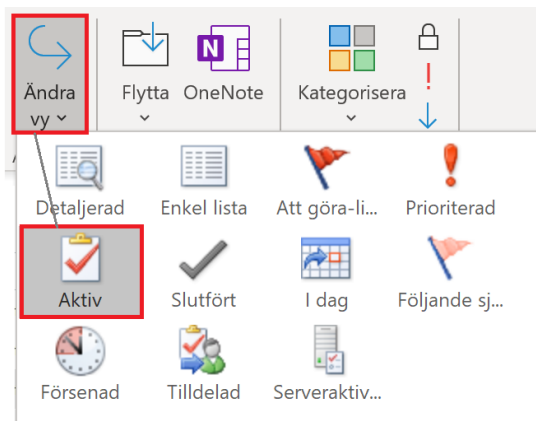 Ändra
vy
Flytta
OneNote
Kategorisera
Detaljerad
Enkel lista
Att göra-li...
Prioriterad
Aktiv
Slutfört
I dag
Följande sj...
Försenad
Tilldelad
Serveraktiv...